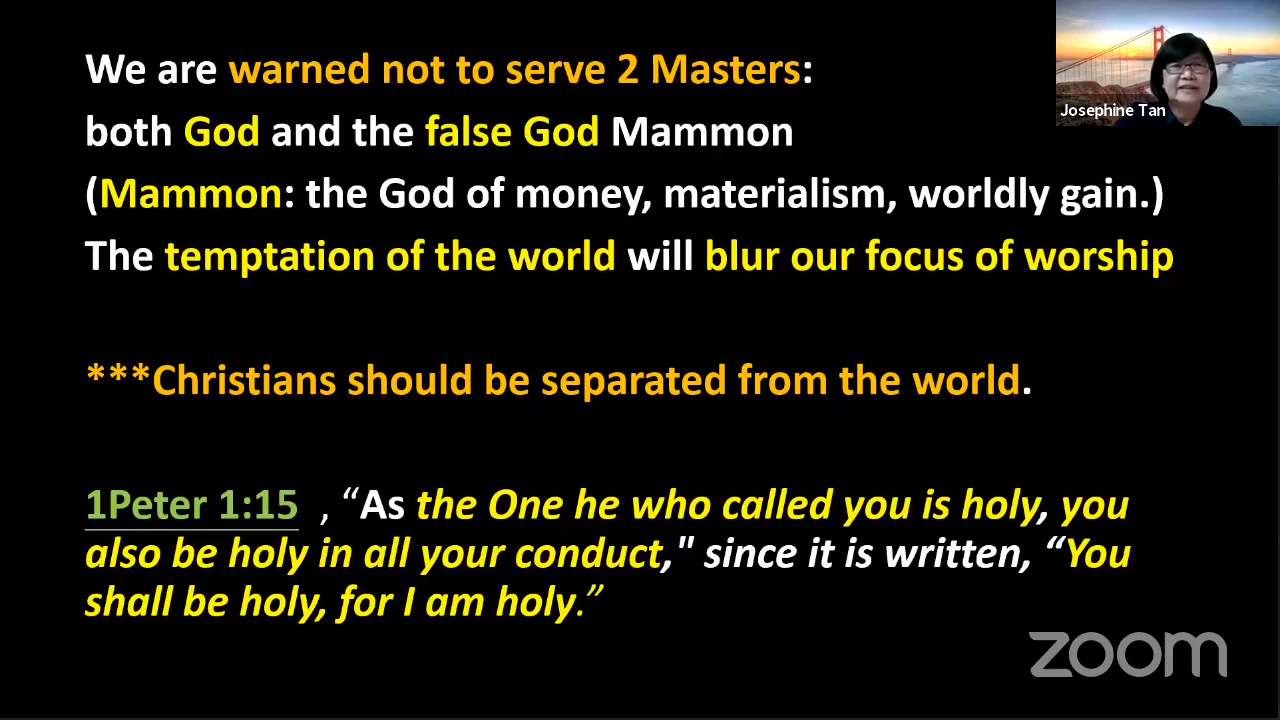 We are warned not to serve 2 Masters:
both God and the false God Mammon
(Mammon: the God of money, materialism, worldly gain.)
The temptation of the world will blur our focus of worship
***Christians should be separated from the world.
1Peter 1:15 , “As the One he who called you is holy, you
also be holy in all your conduct," since it is written, “You
shall be holy, for I am holy.”
Josephine Tan
zoom